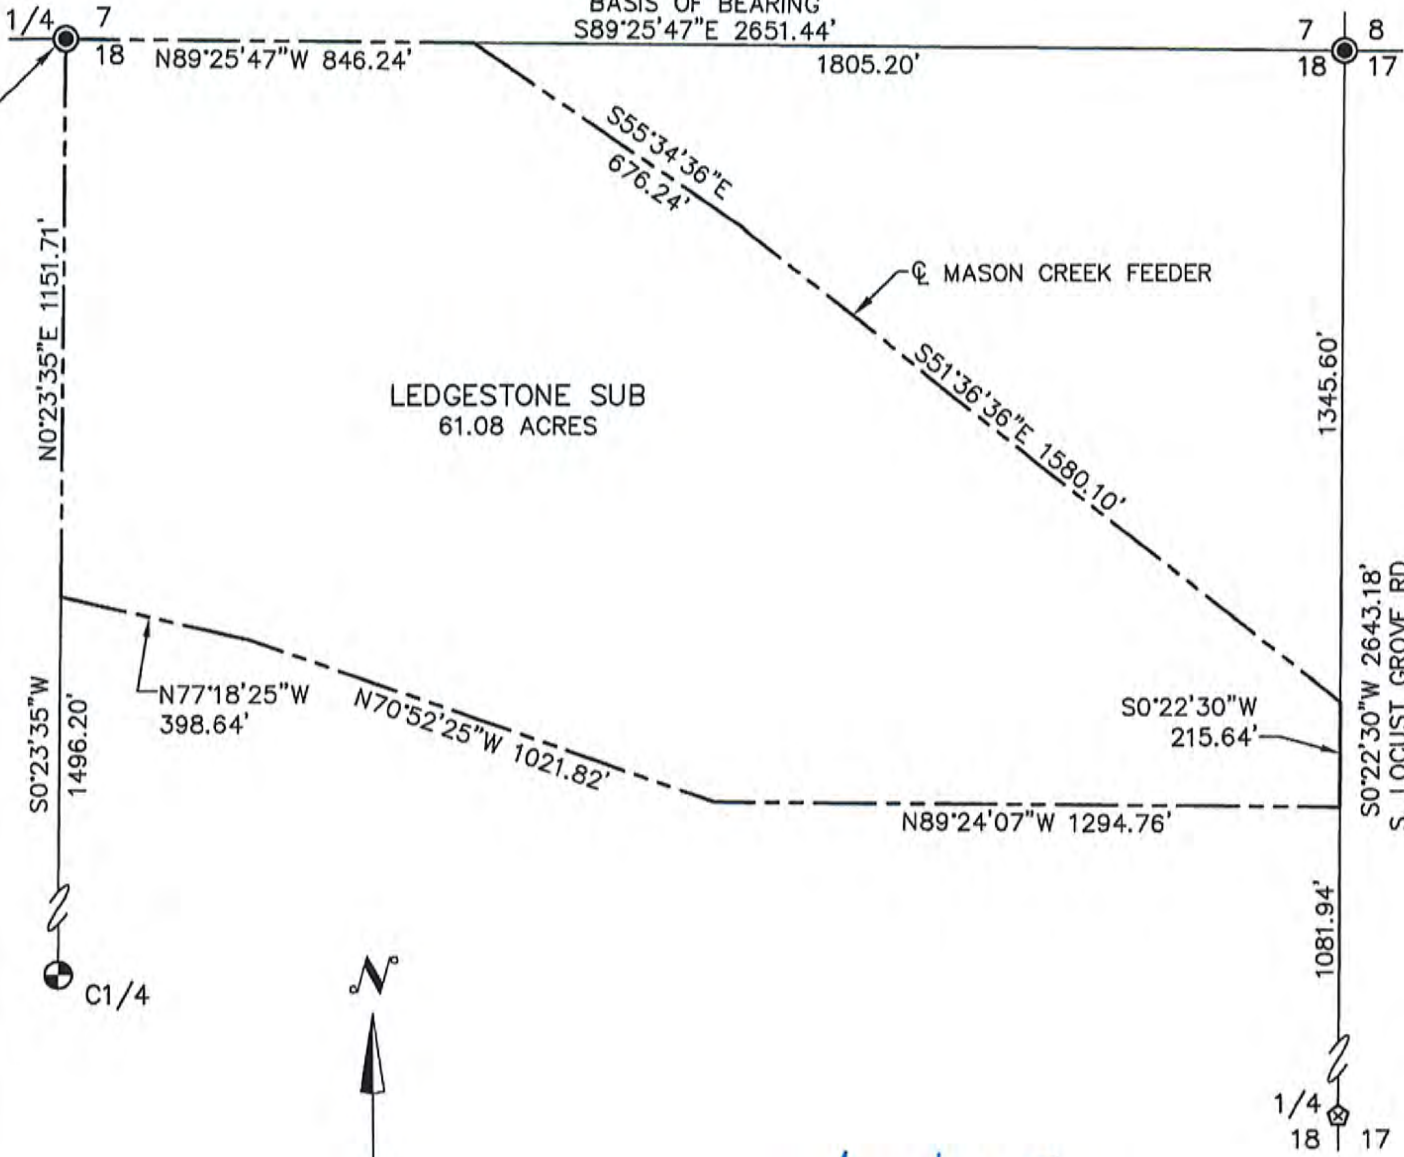 BASIS OF BEARING
S89°25'47"E 2651.44'
1/4 7
18
N89°25'47"W 846.24'
1805.20'
7 8
18 17
S55°34'36"E
676.24'
N0°23'35"E 1151.71'
℄ MASON CREEK FEEDER
S51°36'36"E 1580.10'
1345.60'
LEDGESTONE SUB
61.08 ACRES
S0°22'30"W 2643.18'
S. LOCUST GROVE RD
S0°22'30"W
215.64'
N77°18'25"W
398.64'
N70°52'25"W 1021.82'
S0°23'35"W
1496.20'
N89°24'07"W 1294.76'
1081.94'
C1/4
N
1/4
18 17